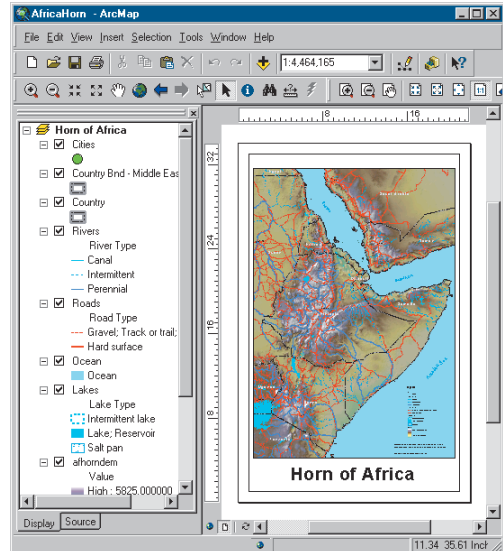 AfricaHorn - ArcMap
File Edit View Insert Selection Tools Window Help
1:4,464,165
Horn of Africa
Cities
Country Bnd - Middle Eas
Country
Rivers
River Type
Canal
Intermittent
Perennial
Roads
Road Type
Gravel; Track or trail;
Hard surface
Ocean
Ocean
Lakes
Lake Type
Intermittent lake
Lake; Reservoir
Salt pan
afhorndem
Value
High : 5825.000000
Display Source
8 16
32
24
16
8
Horn of Africa
11.34 35.61 Inch